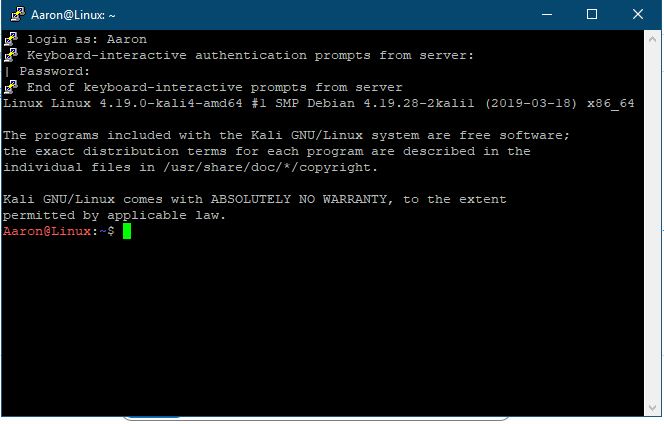 Aaron@Linux: ~
login as: Aaron
Keyboard-interactive authentication prompts from server:
| Password:
End of keyboard-interactive prompts from server
Linux Linux 4.19.0-kali4-amd64 #1 SMP Debian 4.19.28-2kali1 (2019-03-18) x86_64
The programs included with the Kali GNU/Linux system are free software;
the exact distribution terms for each program are described in the
individual files in /usr/share/doc/*/copyright.
Kali GNU/Linux comes with ABSOLUTELY NO WARRANTY, to the extent
permitted by applicable law.
Aaron@Linux:~$